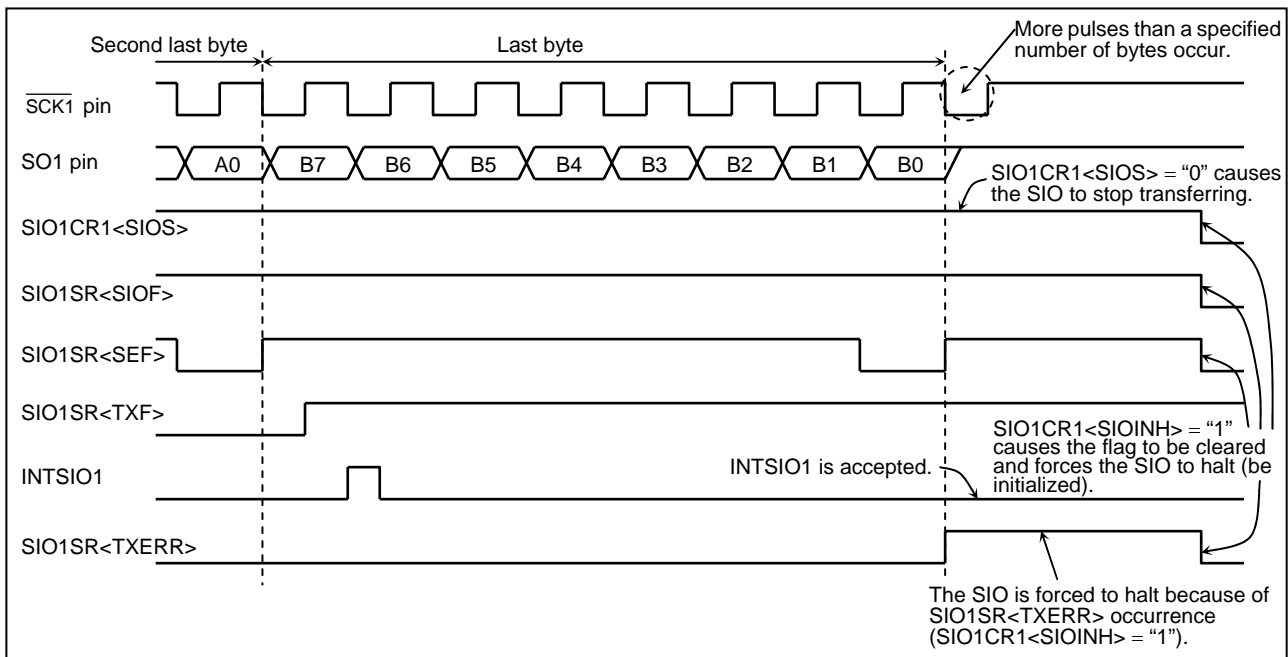 More pulses than a specified
number of bytes occur.
Second last byte
Last byte
SCK1 pin
SO1 pin
A0
B7
B6
B5
B4
B3
B2
B1
B0
SIO1CR1<SIOS> = “0” causes
the SIO to stop transferring.
SIO1CR1<SIOS>
SIO1SR<SIOF>
SIO1SR<SEF>
SIO1SR<TXF>
SIO1CR1<SIOINH> = “1”
causes the flag to be cleared
and forces the SIO to halt (be
initialized).
INTSIO1
INTSIO1 is accepted.
SIO1SR<TXERR>
The SIO is forced to halt because of
SIO1SR<TXERR> occurrence
(SIO1CR1<SIOINH> = “1”).